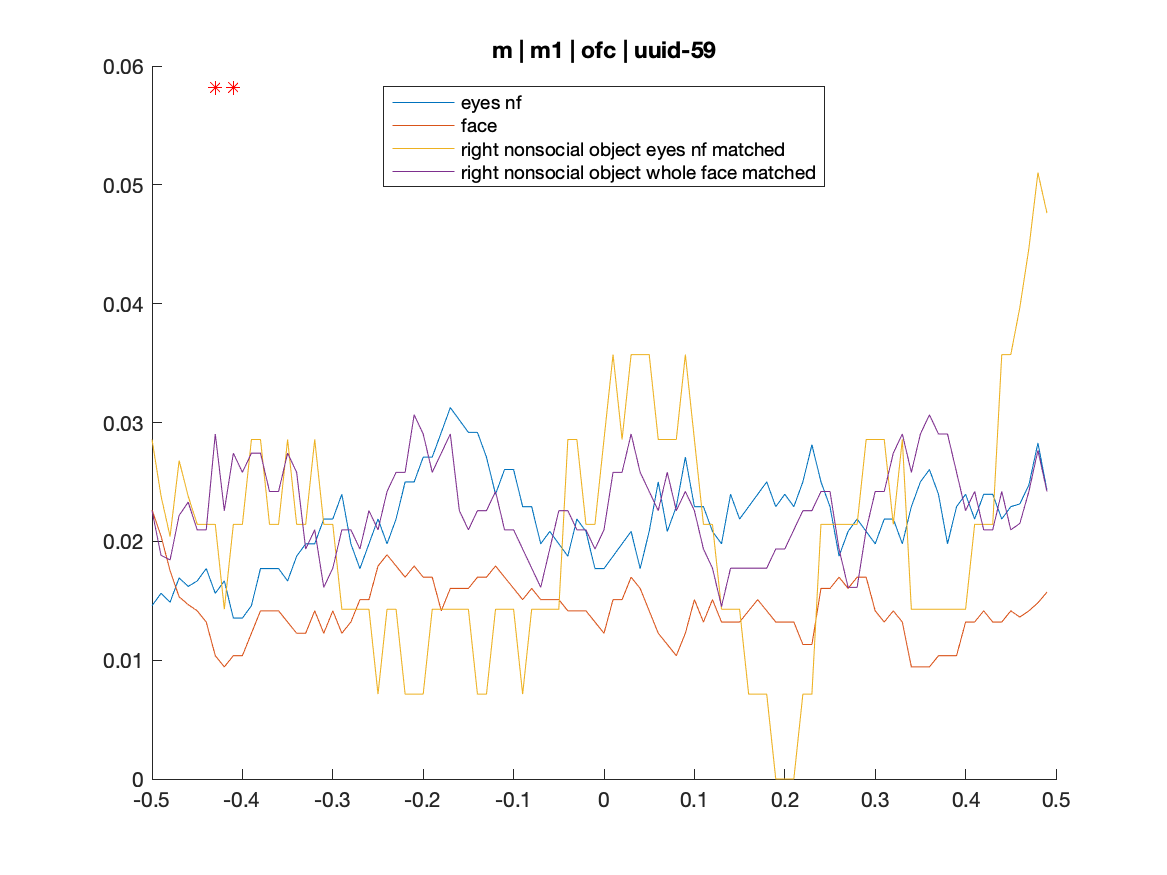 m | m1 | ofc | uuid-59
0.06
0.05
0.04
0.03
0.02
0.01
0
eyes nf
face
right nonsocial object eyes nf matched
right nonsocial object whole face matched
-0.5 -0.4 -0.3 -0.2 -0.1 0 0.1 0.2 0.3 0.4 0.5